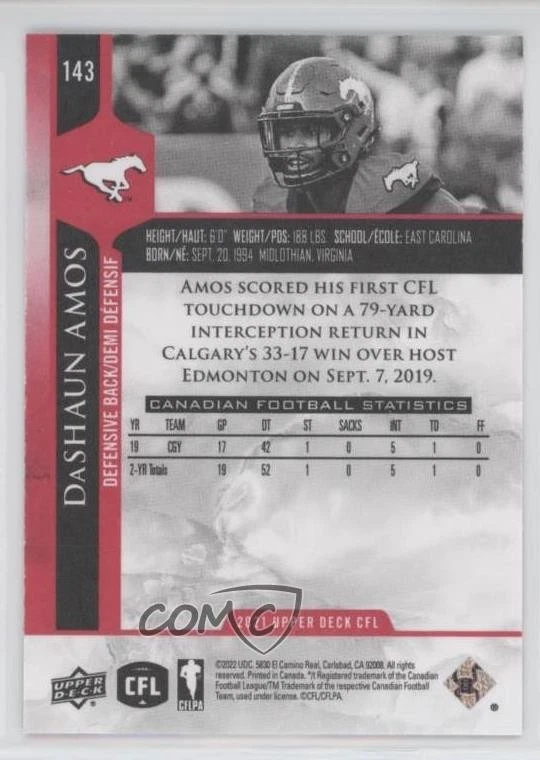 143
DASHAUN AMOS
DEFENSIVE BACK/DEMI DÉFENSIF
HEIGHT/HAUT: 6'0" WEIGHT/POS: 188 LBS. SCHOOL/ÉCOLE: EAST CAROLINA
BORN/NÉ: SEPT. 20, 1994 MIDLOTHIAN, VIRGINIA
AMOS SCORED HIS FIRST CFL
TOUCHDOWN ON A 79-YARD
INTERCEPTION RETURN IN
CALGARY'S 33-17 WIN OVER HOST
EDMONTON ON SEPT. 7, 2019.
CANADIAN FOOTBALL STATISTICS
YR TEAM GP DT ST SACKS INT TD FF
19 CGY 17 42 1 0 5 1 0
2-YR Totals 19 52 1 0 5 1 0
COMC
2021 UPPER DECK CFL
UPPER DECK
CFL
CFLPA
©2022 UDC. 5830 El Camino Real, Carlsbad, CA 92008. All rights
reserved. Printed in Canada. */® Registered trademark of the Canadian
Football League/TM Trademark of the respective Canadian Football
Team, used under license. ©CFL/CFLPA.